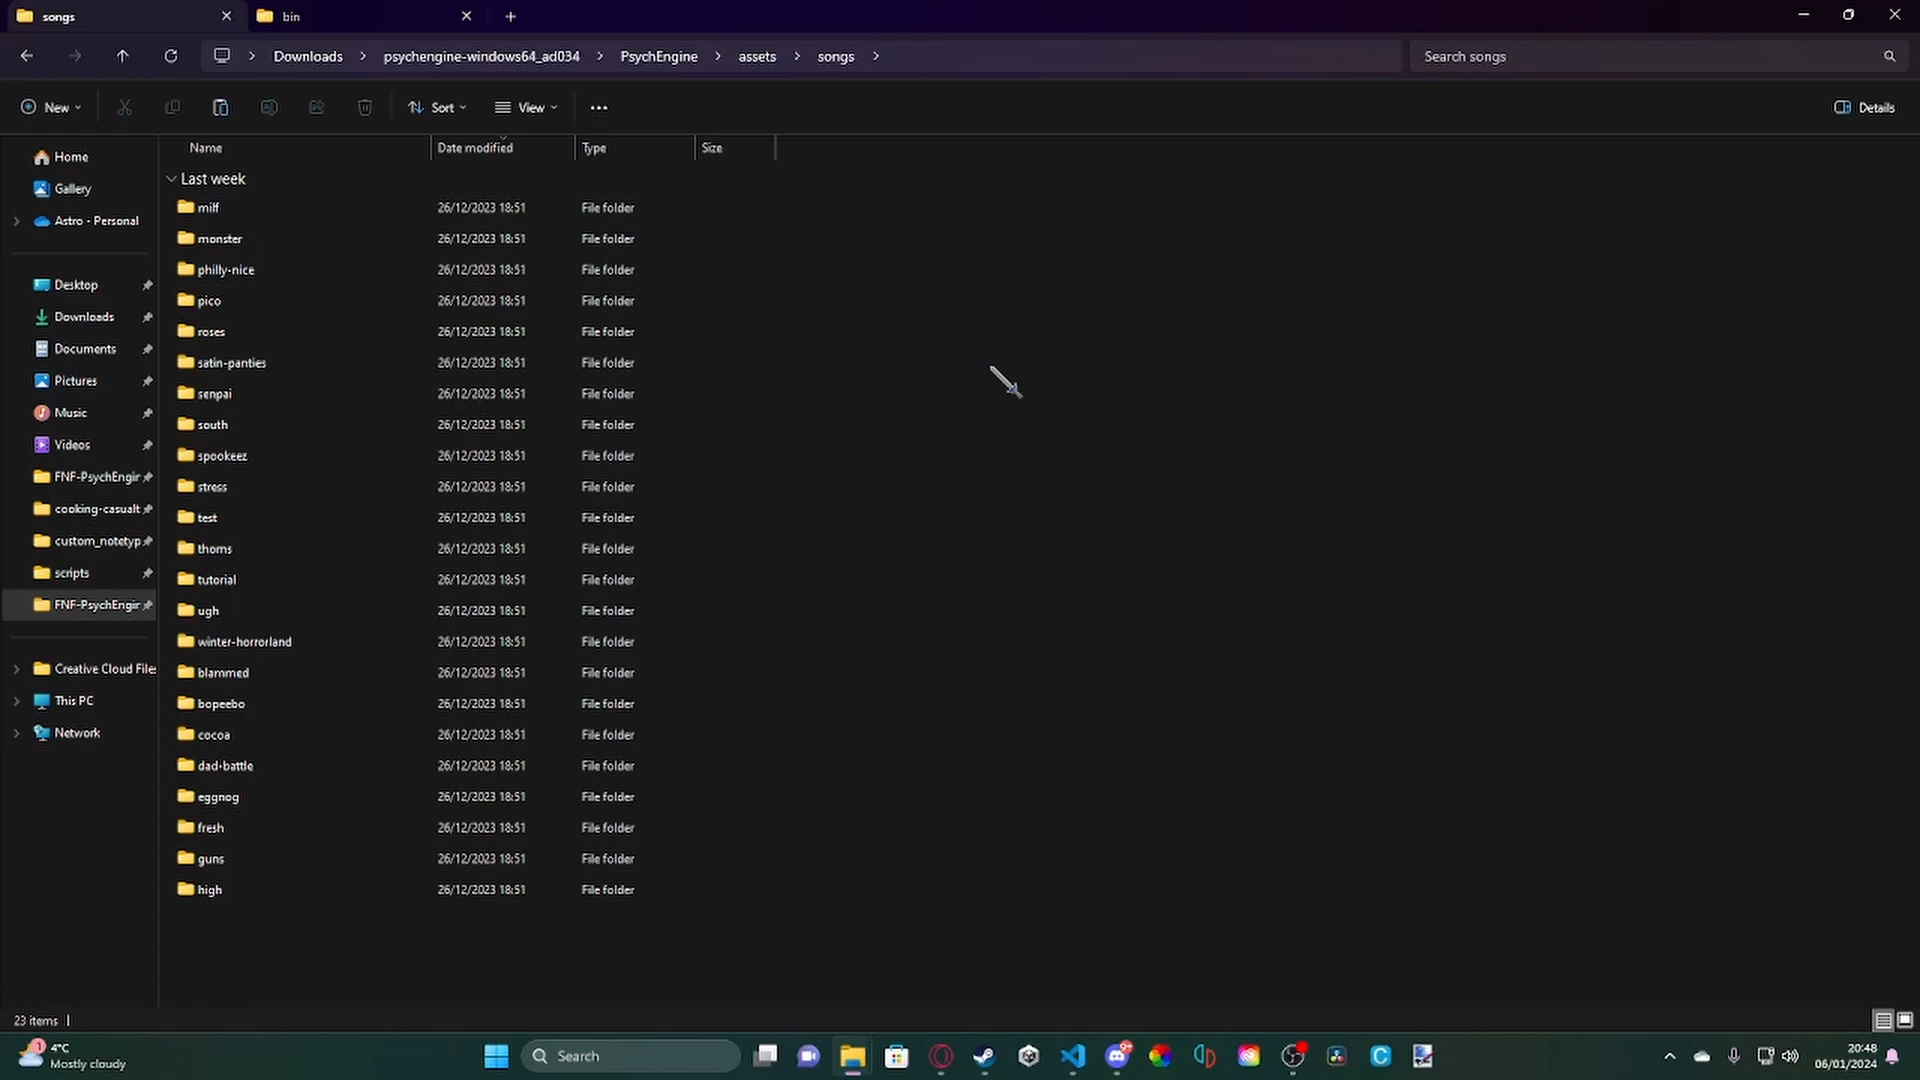 songs
bin
Downloads > psychengine-windows64_ad034 > PsychEngine > assets > songs >
Search songs
New
Sort
View
Details
Name Date modified Type Size
Last week
milf 26/12/2023 18:51 File folder
monster 26/12/2023 18:51 File folder
philly-nice 26/12/2023 18:51 File folder
pico 26/12/2023 18:51 File folder
roses 26/12/2023 18:51 File folder
satin-panties 26/12/2023 18:51 File folder
senpai 26/12/2023 18:51 File folder
south 26/12/2023 18:51 File folder
spookeez 26/12/2023 18:51 File folder
stress 26/12/2023 18:51 File folder
test 26/12/2023 18:51 File folder
thorns 26/12/2023 18:51 File folder
tutorial 26/12/2023 18:51 File folder
ugh 26/12/2023 18:51 File folder
winter-horrorland 26/12/2023 18:51 File folder
blammed 26/12/2023 18:51 File folder
bopeebo 26/12/2023 18:51 File folder
cocoa 26/12/2023 18:51 File folder
dad-battle 26/12/2023 18:51 File folder
eggnog 26/12/2023 18:51 File folder
fresh 26/12/2023 18:51 File folder
guns 26/12/2023 18:51 File folder
high 26/12/2023 18:51 File folder
Home
Gallery
Astro - Personal
Desktop
Downloads
Documents
Pictures
Music
Videos
FNF-PsychEngin
cooking-casualt
custom_notetyp
scripts
FNF-PsychEngin
Creative Cloud Files
This PC
Network
23 items
1
4°C
Mostly cloudy
Search
9+
20:48
06/01/2024